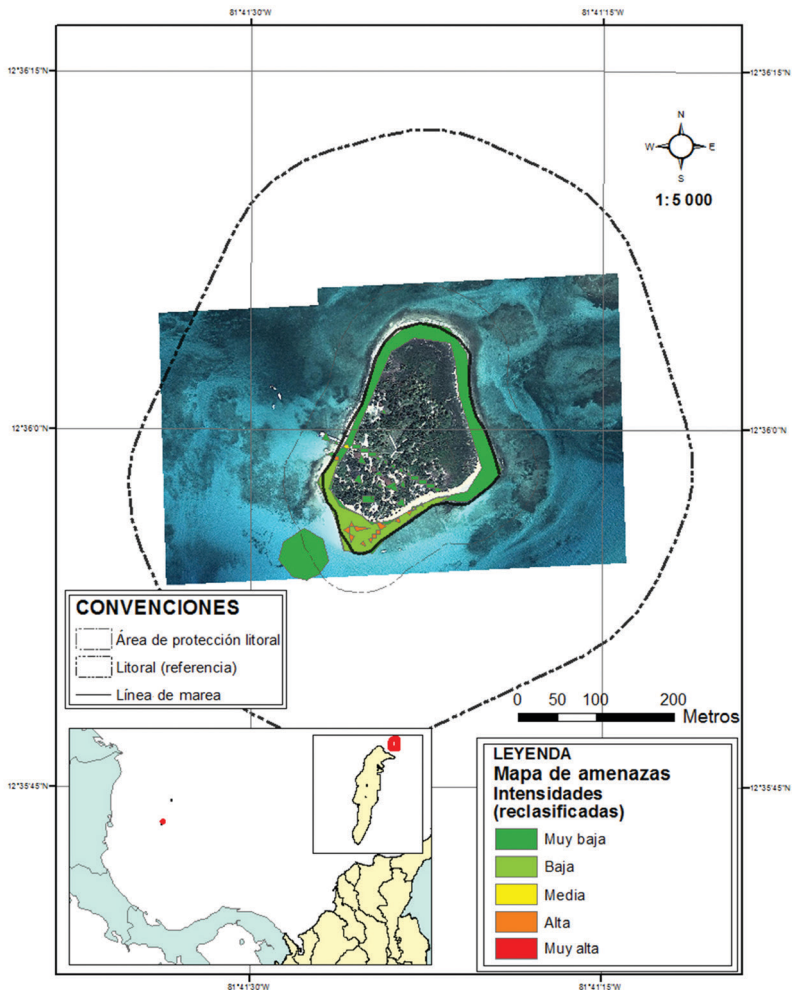 81°41'30"W
81°41'15"W
12°36'15"N
12°36'15"N
N
W
E
S
1:5 000
12°36'0"N
12°36'0"N
CONVENCIONES
Área de protección litoral
Litoral (referencia)
Línea de marea
0 50 100 200
Metros
12°35'45"N
12°35'45"N
LEYENDA
Mapa de amenazas
Intensidades
(reclasificadas)
Muy baja
Baja
Media
Alta
Muy alta
81°41'30"W
81°41'15"W